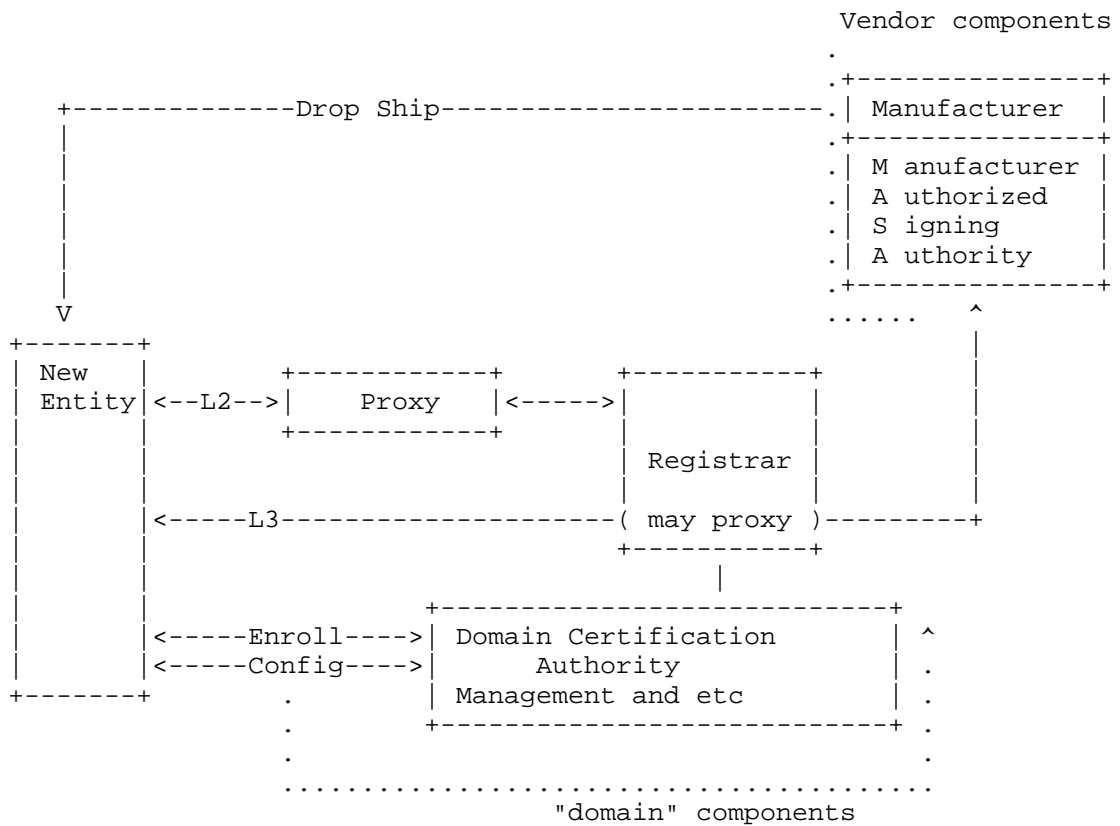 Vendor components
Drop Ship
Manufacturer
M anufacturer
A uthorized
S igning
A uthority
V
New
Entity
L2
Proxy
Registrar
L3
( may proxy )
Enroll
Domain Certification
Config
Authority
Management and etc
"domain" components